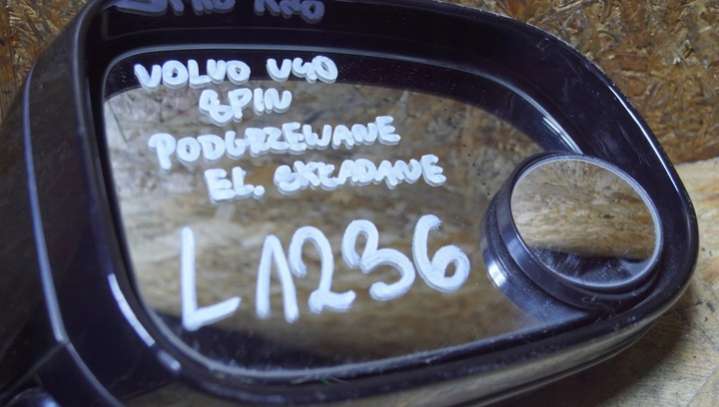 VOLVO V40
8PIN
PODGRZEWANE
EL. SKŁADANE
L1236